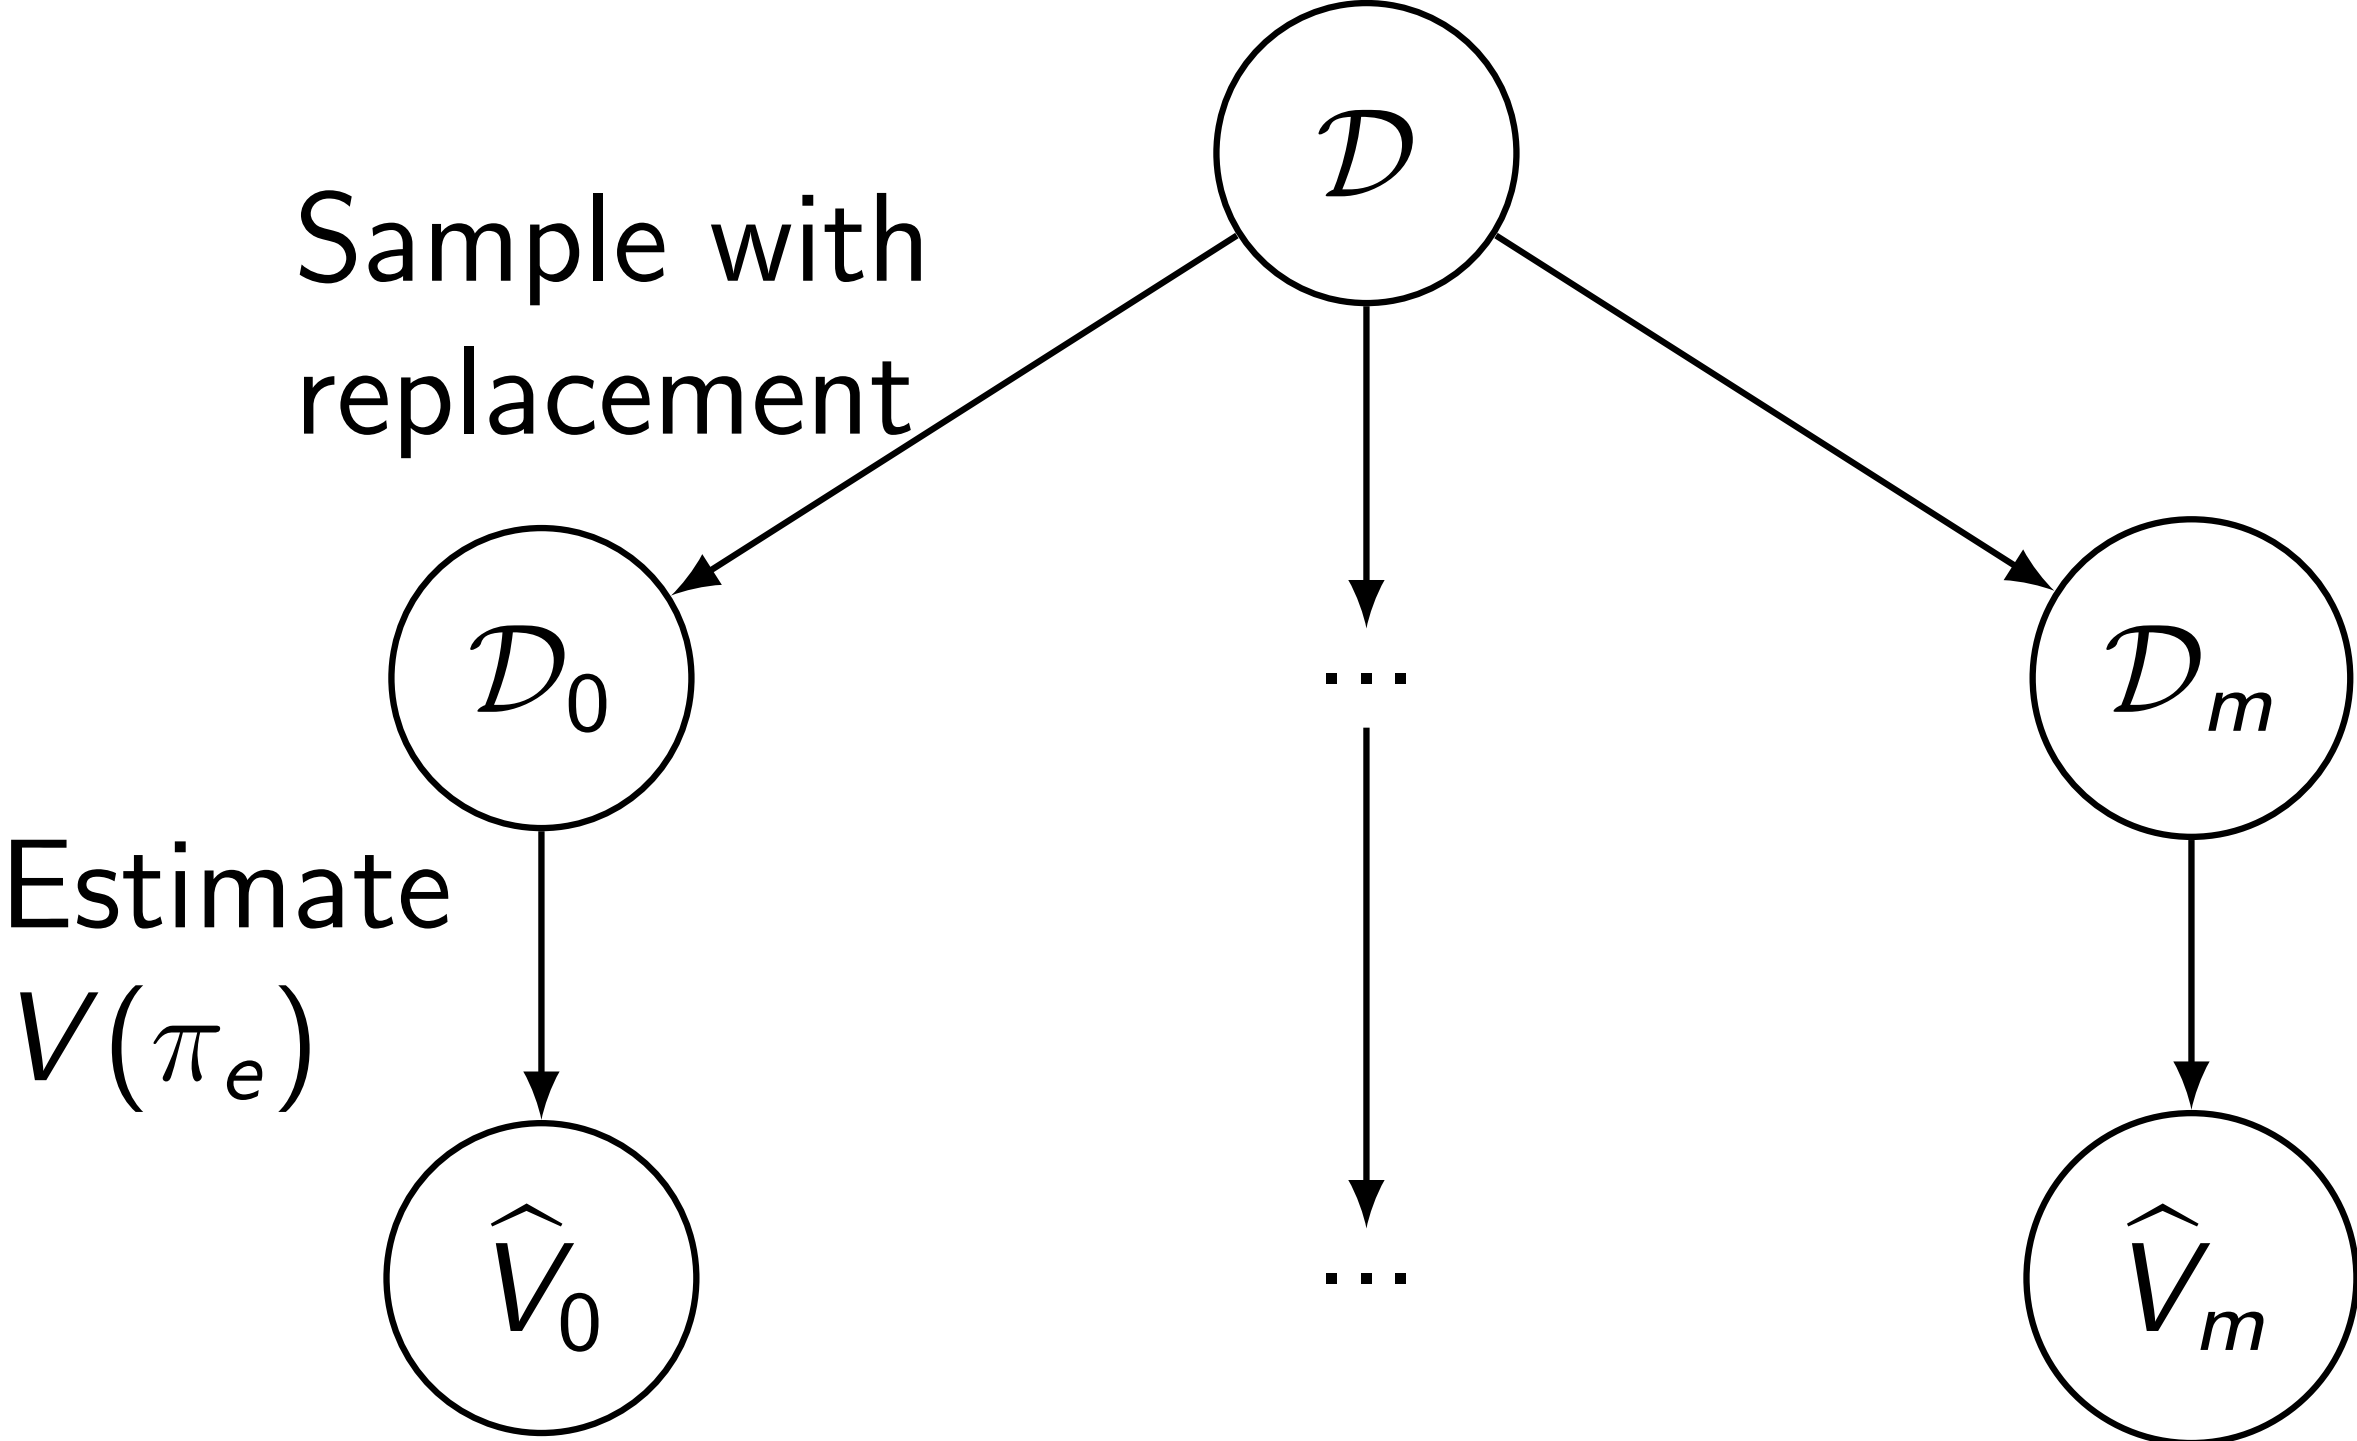 𝒟
Sample with
replacement
𝒟₀
...
𝒟ₘ
Estimate
V(πₑ)
V̂₀
...
V̂ₘ